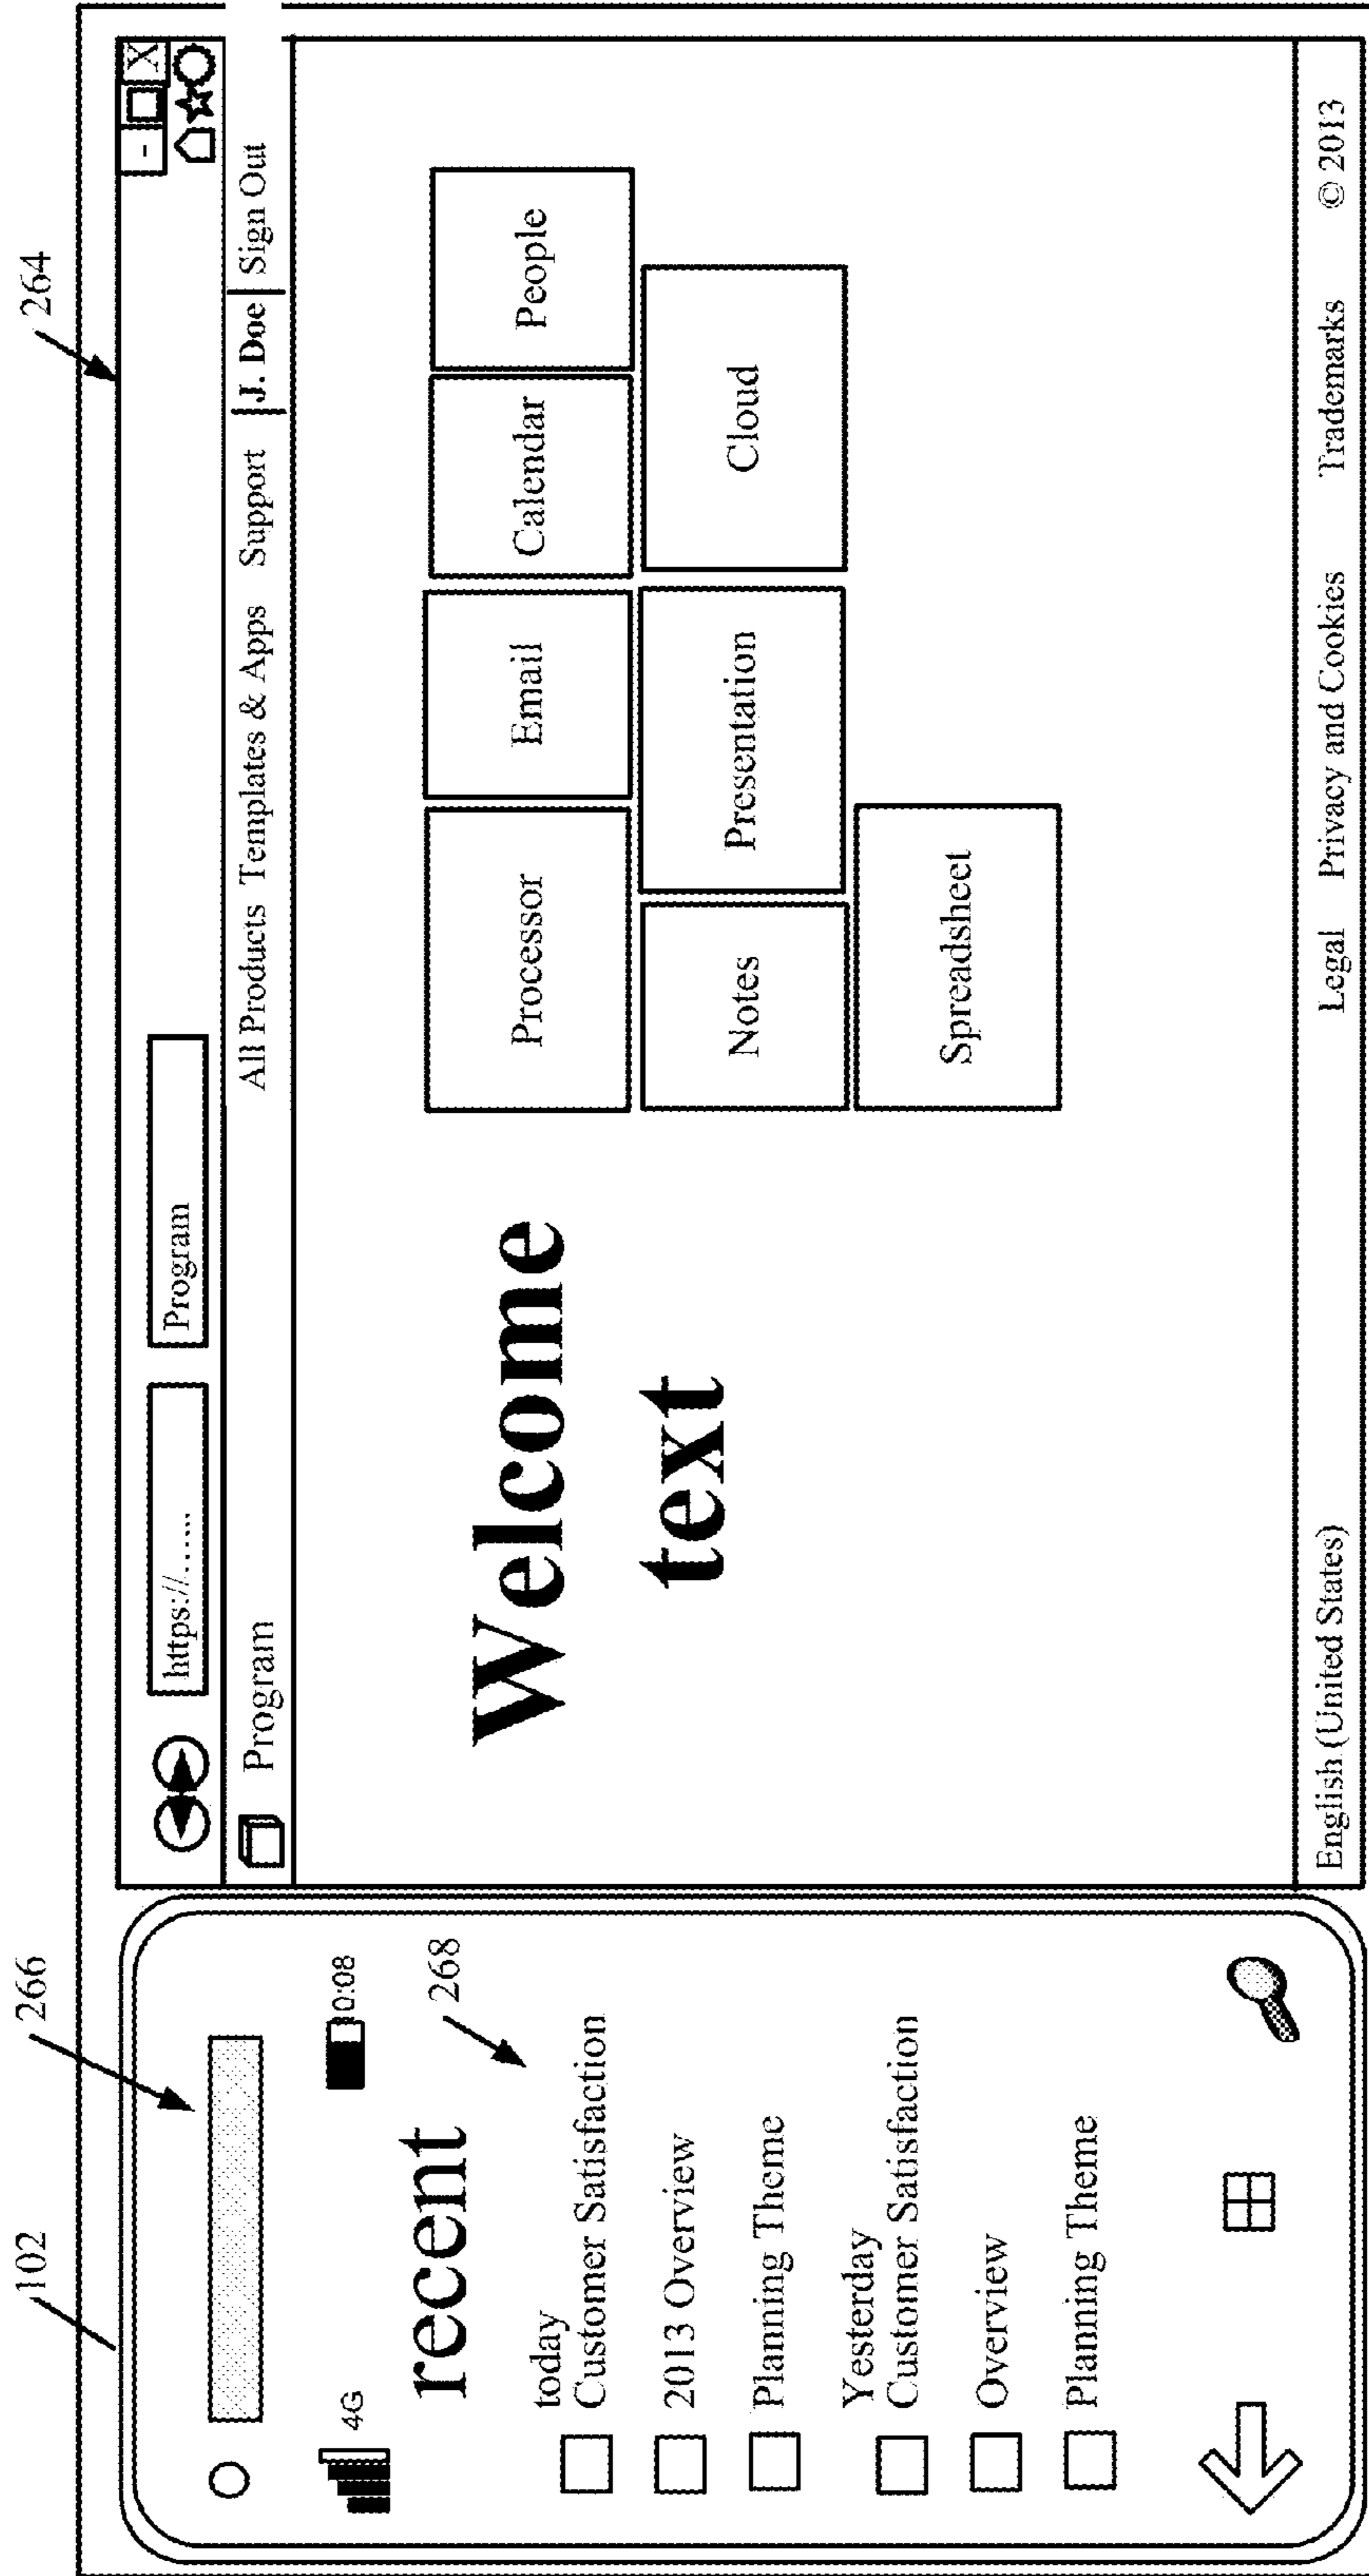 102
266
264
https://......
Program
- X
Program
All Products Templates & Apps Support | J. Doe | Sign Out
4G
0:08
recent
268
today
Customer Satisfaction
2013 Overview
Planning Theme
Yesterday
Customer Satisfaction
Overview
Planning Theme
Welcome
text
Processor
Email
Calendar
People
Notes
Presentation
Cloud
Spreadsheet
English (United States)
Legal
Privacy and Cookies
Trademarks
© 2013